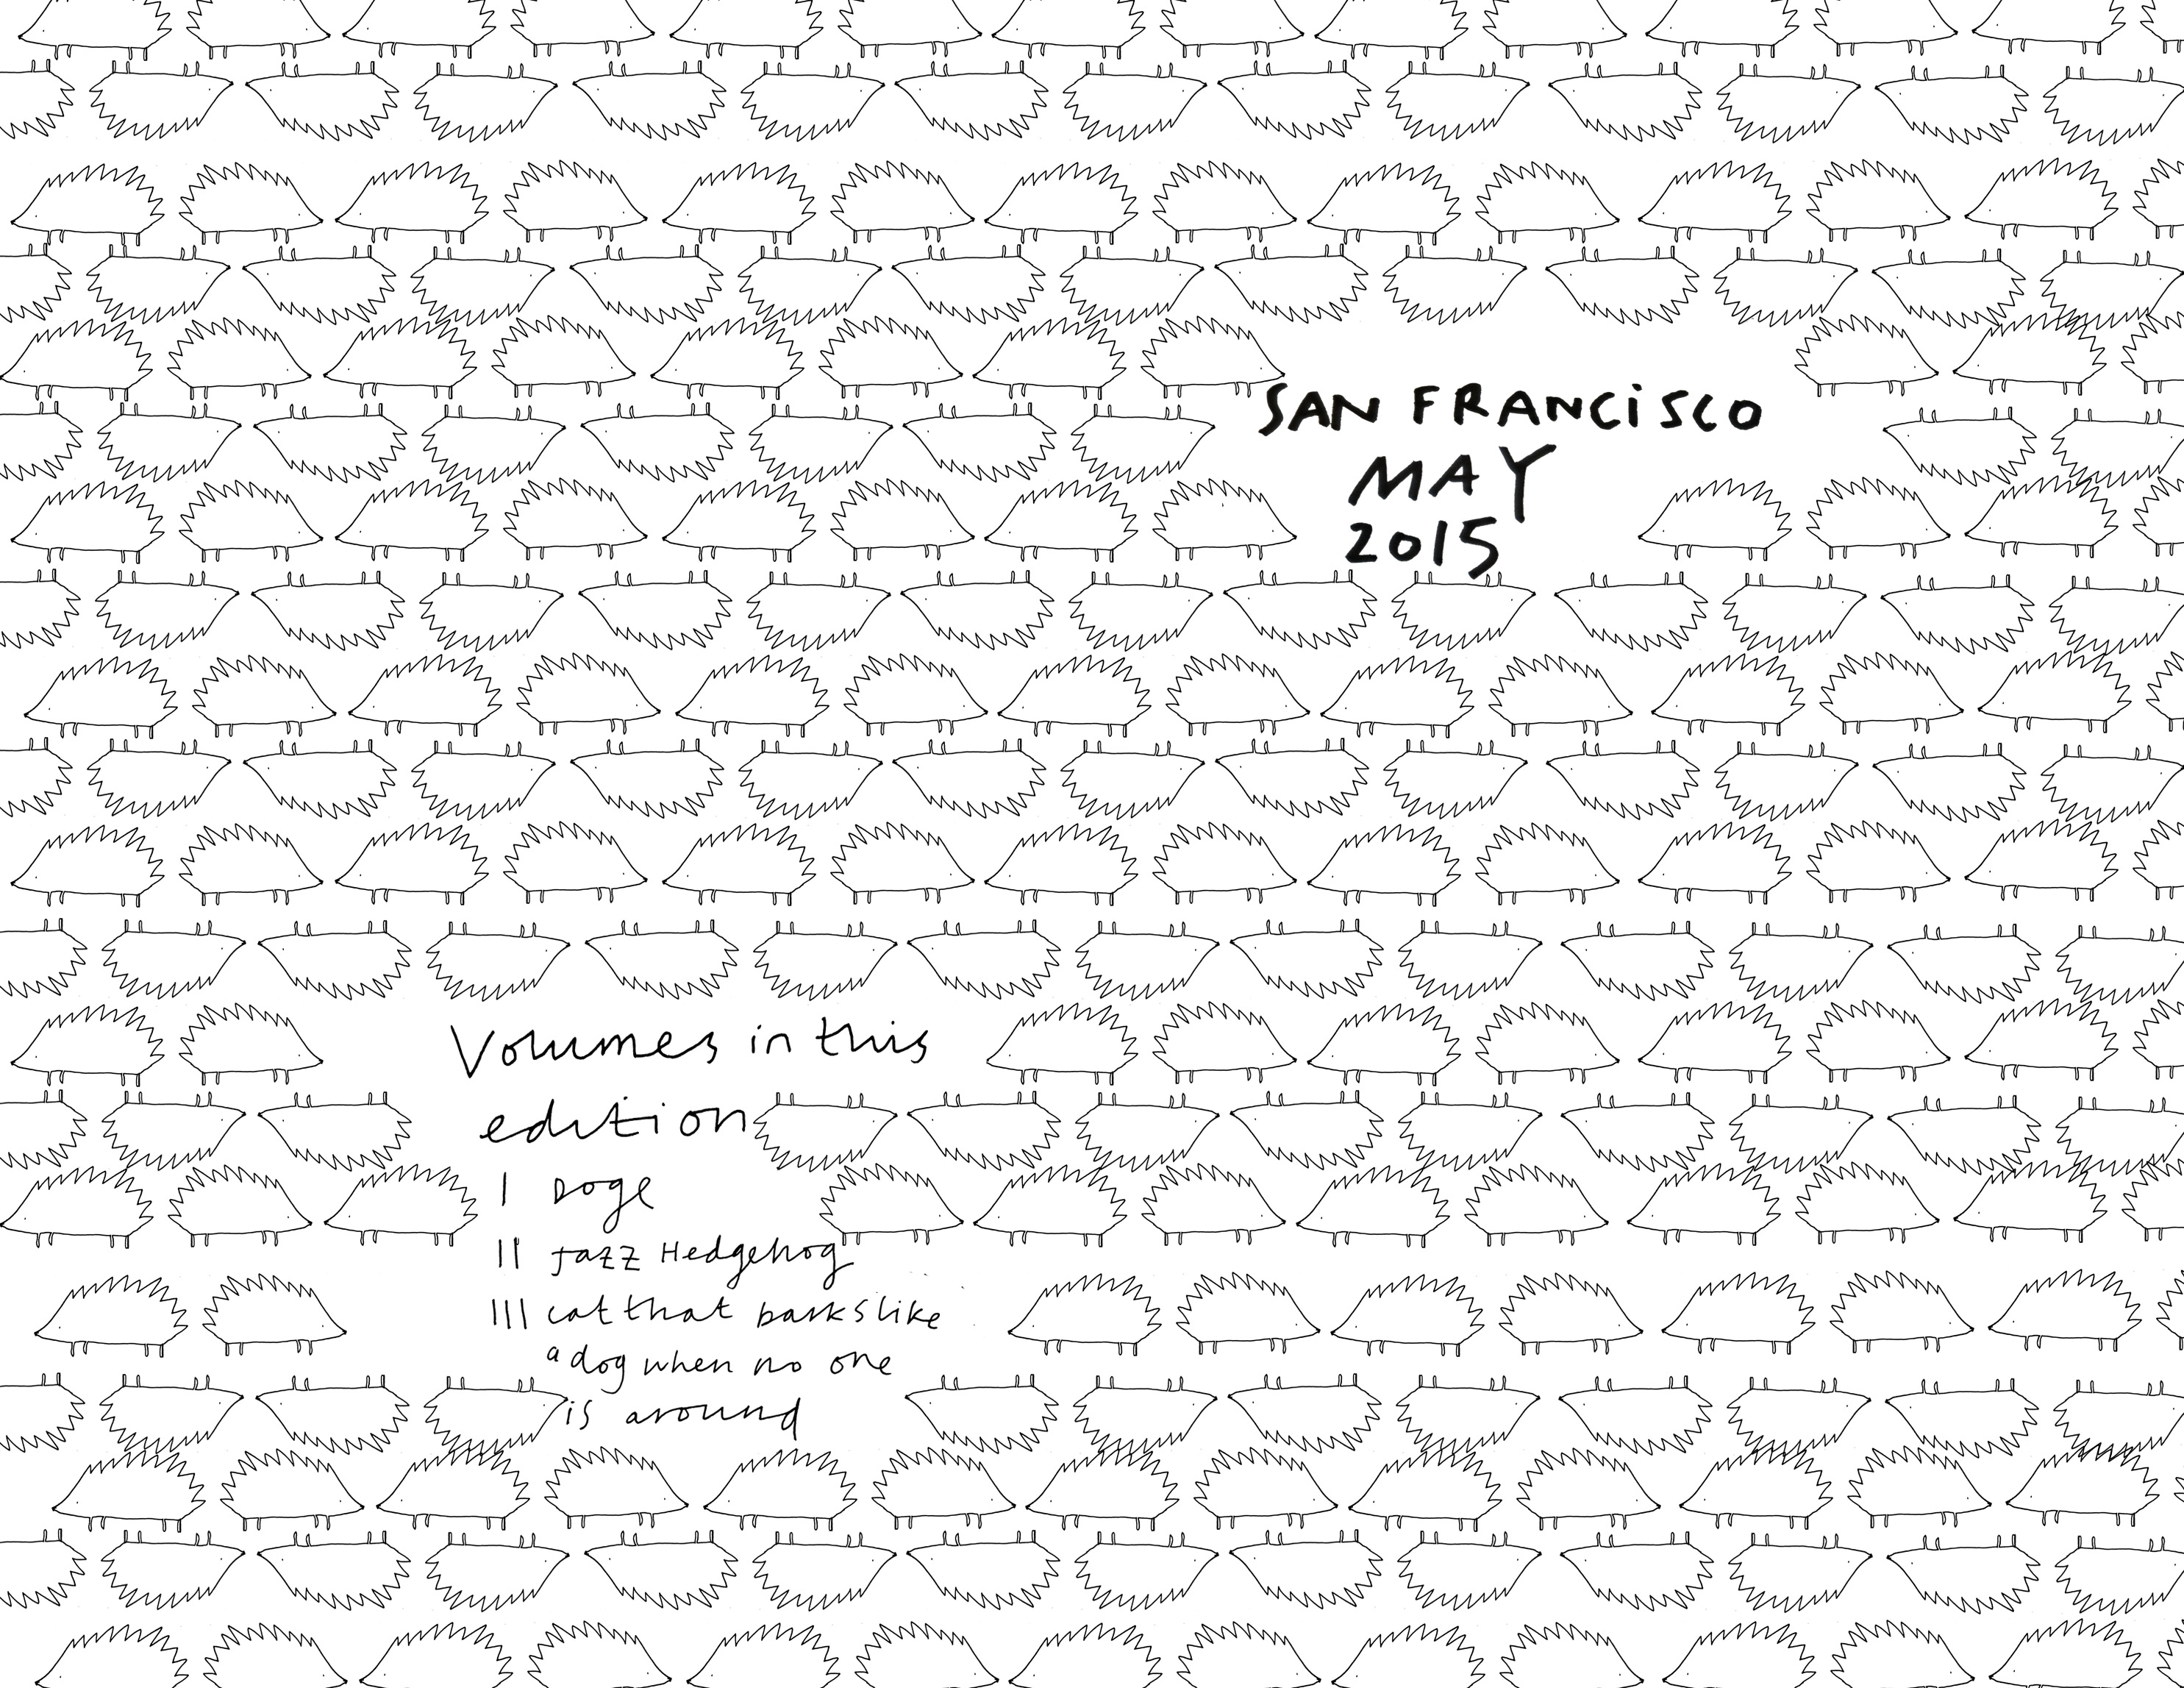 SAN FRANCiSCO
MAY
2015
Volumes in this
edition
I Doge
II Jazz Hedgehog
III cat that barks like
a dog when no one
is around